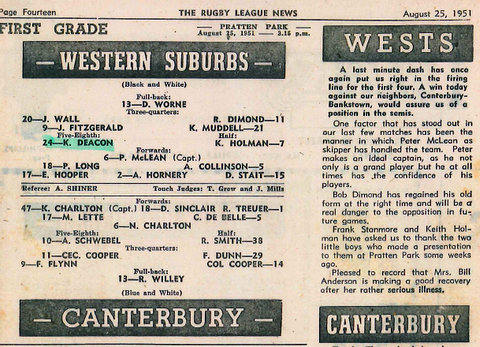 Page Fourteen
THE RUGBY LEAGUE NEWS
August 25, 1951
FIRST GRADE
PRATTEN PARK
August 25, 1951 — 3.15 p.m.
— WESTERN SUBURBS —
(Black and White)
Full-back:
13—D. WORNE
Three-quarters:
20—J. WALL R. DIMOND—11
9—J. FITZGERALD K. MUDDELL—21
Five-Eighth: Half:
24—K. DEACON K. HOLMAN—7
Forwards:
6—P. McLEAN (Capt.)
18—P. LONG A. COLLINSON—5
17—E. HOOPER 2—A. HORNERY D. STAIT—15
Referee: A. SHINER Touch Judges: T. Grow and J. Mills
Forwards:
47—K. CHARLTON (Capt.) 18—D. SINCLAIR R. TREUER—1
17—M. LETTE C. DE BELLE—5
6—N. CHARLTON
Five-Eighth: Half:
10—A. SCHWEBEL R. SMITH—38
Three-quarters:
11—CEC. COOPER F. DUNN—29
9—F. FLYNN COL COOPER—14
Full-back:
13—R. WILLEY
(Blue and White)
— CANTERBURY —
WESTS
A last minute dash has once
again put us right in the firing
line for the first four. A win today
against our neighbors, Canterbury-
Bankstown, would assure us of a
position in the semis.
One factor that has stood out in
our last few matches has been the
manner in which Peter McLean as
skipper has handled the team. Peter
makes an ideal captain, as he not
only is a grand player but he at all
times has the confidence of his
players.
Bob Dimond has regained his old
form at the right time and will be a
real danger to the opposition in fu-
ture games.
Frank Stanmore and Keith Hol-
man have asked us to thank the two
little boys who made a presentation
to them at Pratten Park some weeks
ago.
Pleased to record that Mrs. Bill
Anderson is making a good recovery
after her rather serious illness.
CANTERBURY